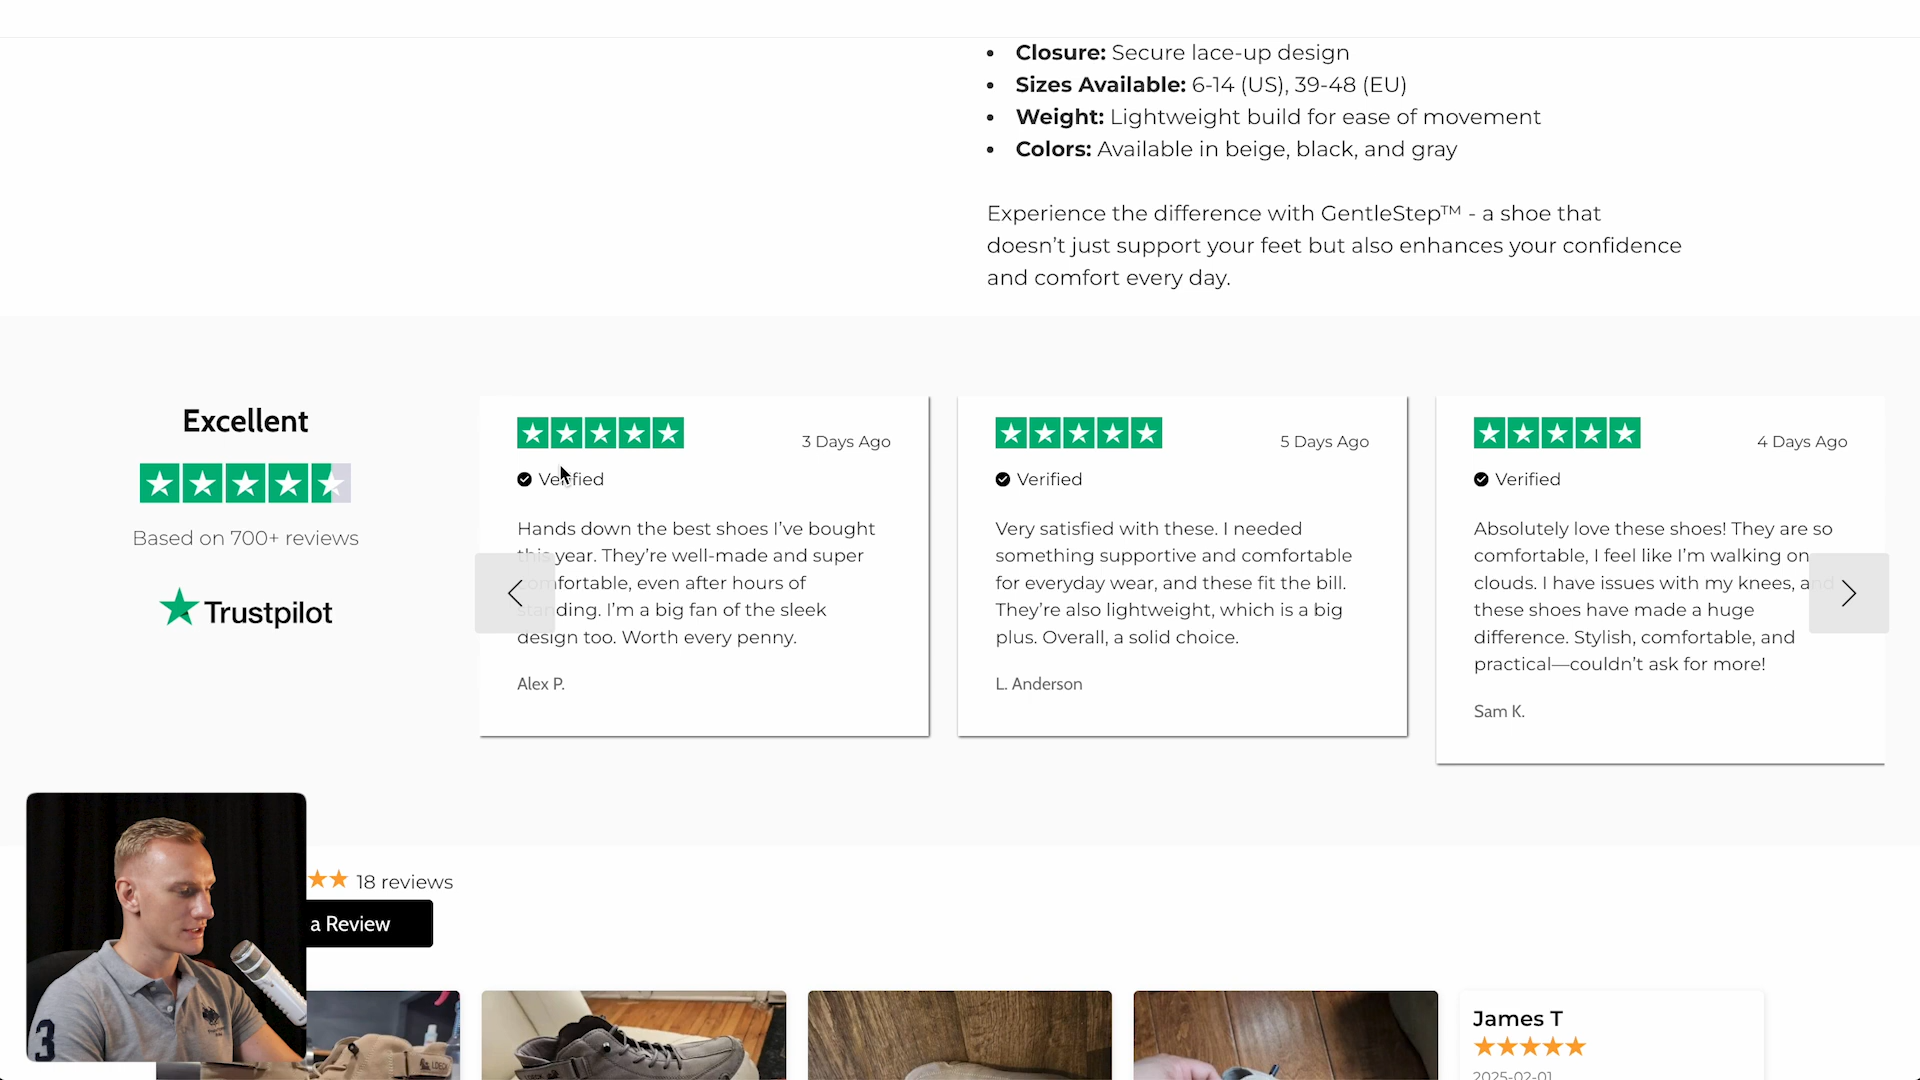 Closure: Secure lace-up design
Sizes Available: 6-14 (US), 39-48 (EU)
Weight: Lightweight build for ease of movement
Colors: Available in beige, black, and gray
Experience the difference with GentleStep™ - a shoe that
doesn’t just support your feet but also enhances your confidence
and comfort every day.
Excellent
Based on 700+ reviews
Trustpilot
3 Days Ago
Verified
Hands down the best shoes I’ve bought
this year. They’re well-made and super
comfortable, even after hours of
standing. I’m a big fan of the sleek
design too. Worth every penny.
Alex P.
5 Days Ago
Verified
Very satisfied with these. I needed
something supportive and comfortable
for everyday wear, and these fit the bill.
They’re also lightweight, which is a big
plus. Overall, a solid choice.
L. Anderson
4 Days Ago
Verified
Absolutely love these shoes! They are so
comfortable, I feel like I’m walking on
clouds. I have issues with my knees, and
these shoes have made a huge
difference. Stylish, comfortable, and
practical—couldn’t ask for more!
Sam K.
18 reviews
a Review
James T
2025-02-01
3